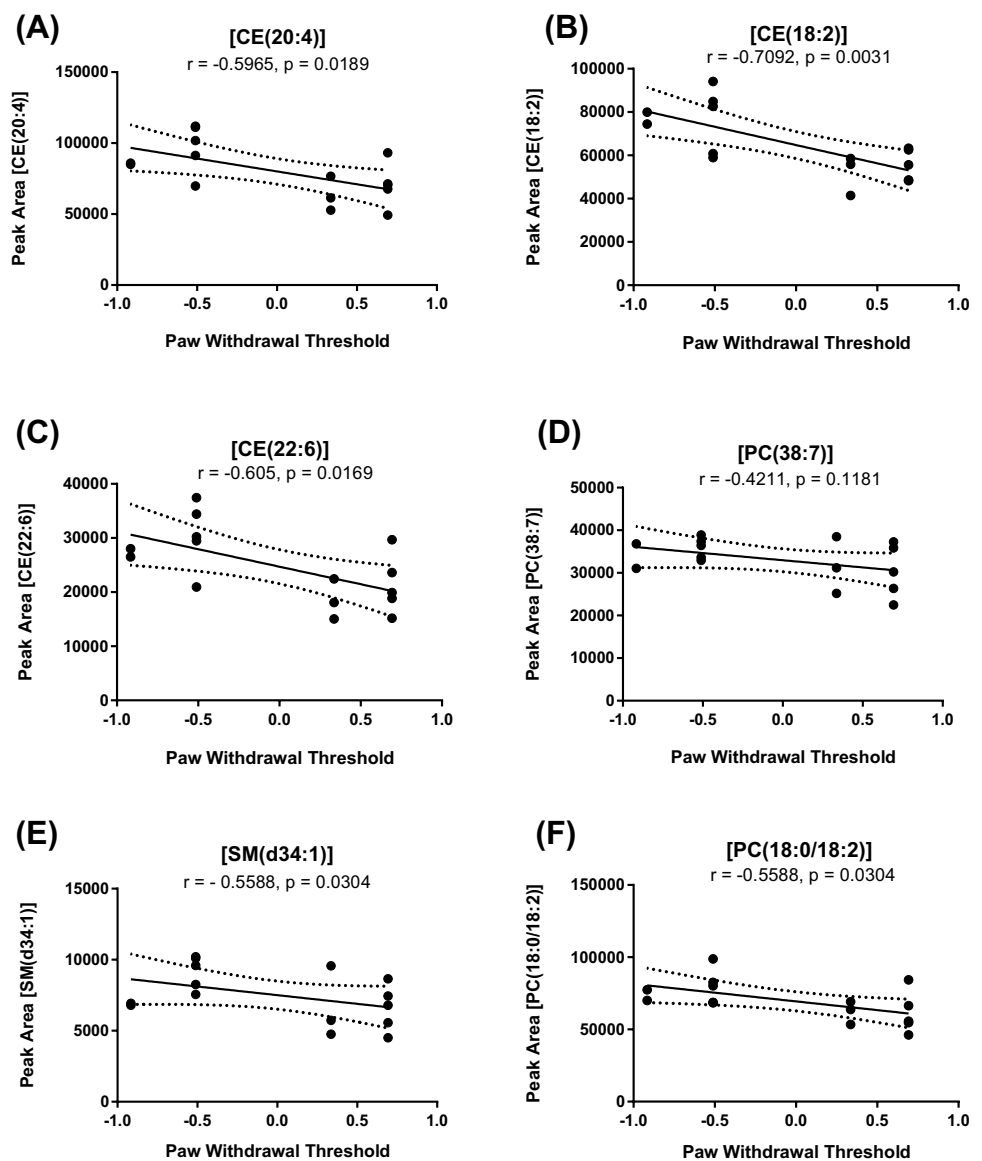 (A)
[CE(20:4)]
r = -0.5965, p = 0.0189
Peak Area [CE(20:4)]
150000
100000
50000
0
-1.0 -0.5 0.0 0.5 1.0
Paw Withdrawal Threshold
(B)
[CE(18:2)]
r = -0.7092, p = 0.0031
Peak Area [CE(18:2)]
100000
80000
60000
40000
20000
0
-1.0 -0.5 0.0 0.5 1.0
Paw Withdrawal Threshold
(C)
[CE(22:6)]
r = -0.605, p = 0.0169
Peak Area [CE(22:6)]
40000
30000
20000
10000
0
-1.0 -0.5 0.0 0.5 1.0
Paw Withdrawal Threshold
(D)
[PC(38:7)]
r = -0.4211, p = 0.1181
Peak Area [PC(38:7)]
50000
40000
30000
20000
10000
0
-1.0 -0.5 0.0 0.5 1.0
Paw Withdrawal Threshold
(E)
[SM(d34:1)]
r = - 0.5588, p = 0.0304
Peak Area [SM(d34:1)]
15000
10000
5000
0
-1.0 -0.5 0.0 0.5 1.0
Paw Withdrawal Threshold
(F)
[PC(18:0/18:2)]
r = -0.5588, p = 0.0304
Peak Area [PC(18:0/18:2)]
150000
100000
50000
0
-1.0 -0.5 0.0 0.5 1.0
Paw Withdrawal Threshold